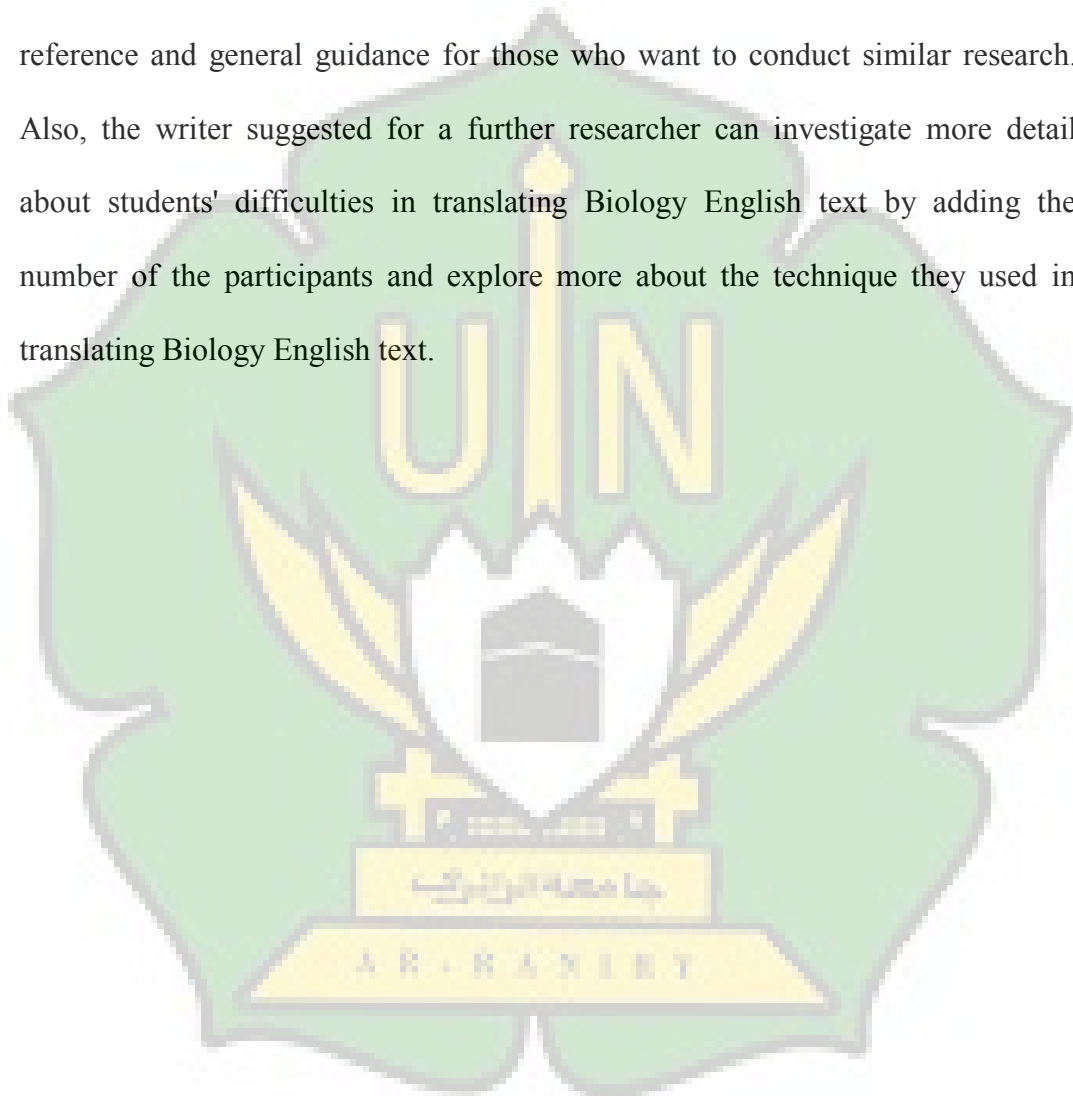 reference and general guidance for those who want to conduct similar research.
Also, the writer suggested for a further researcher can investigate more detail
about students' difficulties in translating Biology English text by adding the
number of the participants and explore more about the technique they used in
translating Biology English text.
UIN
جامعة الرانيري
AR-RANIRY